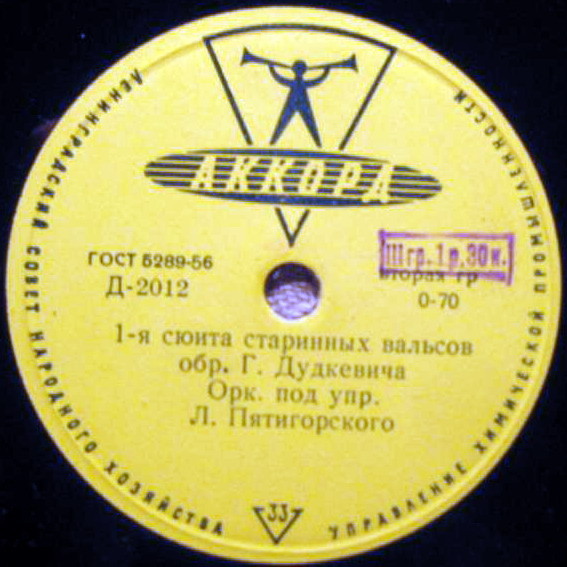 Ленинградский совет народного хозяйства
управление химической промышленности
АККОРД
ГОСТ 5289-56
Д-2012
III гр. 1 р. 30 к.
вторая гр
0-70
1-я сюита старинных вальсов
обр. Г. Дудкевича
Орк. под упр.
Л. Пятигорского
33